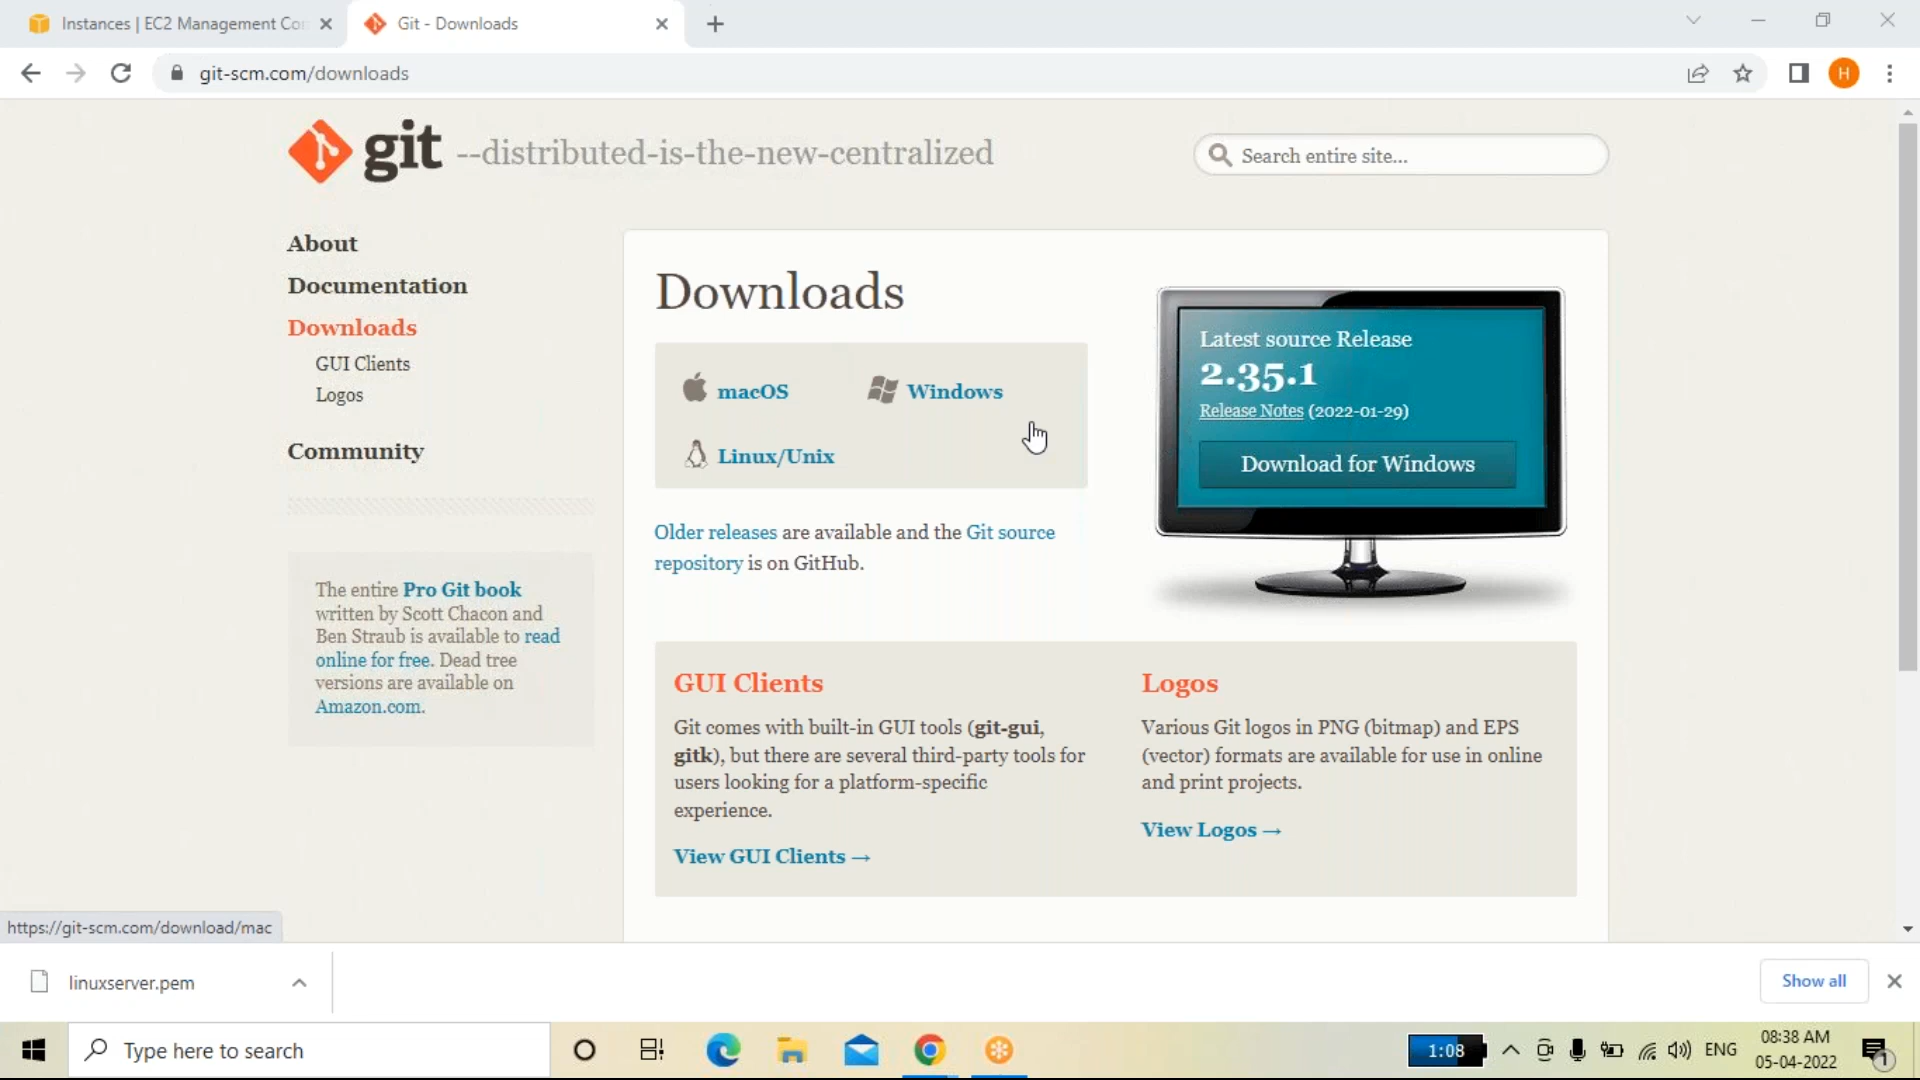 Instances | EC2 Management Con
Git - Downloads
git-scm.com/downloads
H
git --distributed-is-the-new-centralized
Search entire site...
About
Documentation
Downloads
GUI Clients
Logos
Community
The entire Pro Git book
written by Scott Chacon and
Ben Straub is available to read
online for free. Dead tree
versions are available on
Amazon.com.
Downloads
macOS
Windows
Linux/Unix
Older releases are available and the Git source
repository is on GitHub.
Latest source Release
2.35.1
Release Notes (2022-01-29)
Download for Windows
GUI Clients
Git comes with built-in GUI tools (git-gui,
gitk), but there are several third-party tools for
users looking for a platform-specific
experience.
View GUI Clients →
Logos
Various Git logos in PNG (bitmap) and EPS
(vector) formats are available for use in online
and print projects.
View Logos →
https://git-scm.com/download/mac
linuxserver.pem
Show all
Type here to search
1:08
ENG
08:38 AM
05-04-2022
1